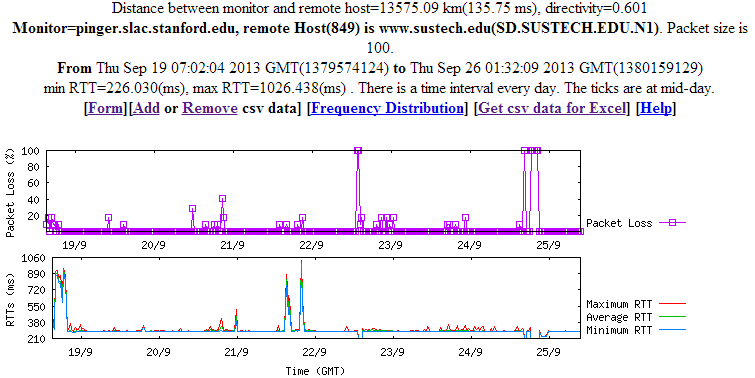 Distance between monitor and remote host=13575.09 km(135.75 ms), directivity=0.601
Monitor=pinger.slac.stanford.edu, remote Host(849) is www.sustech.edu(SD.SUSTECH.EDU.N1). Packet size is
100.
From Thu Sep 19 07:02:04 2013 GMT(1379574124) to Thu Sep 26 01:32:09 2013 GMT(1380159129)
min RTT=226.030(ms), max RTT=1026.438(ms) . There is a time interval every day. The ticks are at mid-day.
[Form][Add or Remove csv data] [Frequency Distribution] [Get csv data for Excel] [Help]
Packet Loss (%)
100
80
60
40
20
19/9 20/9 21/9 22/9 23/9 24/9 25/9
Packet Loss
RTTs (ms)
1060
890
720
550
380
210
19/9 20/9 21/9 22/9 23/9 24/9 25/9
Time (GMT)
Maximum RTT
Average RTT
Minimum RTT